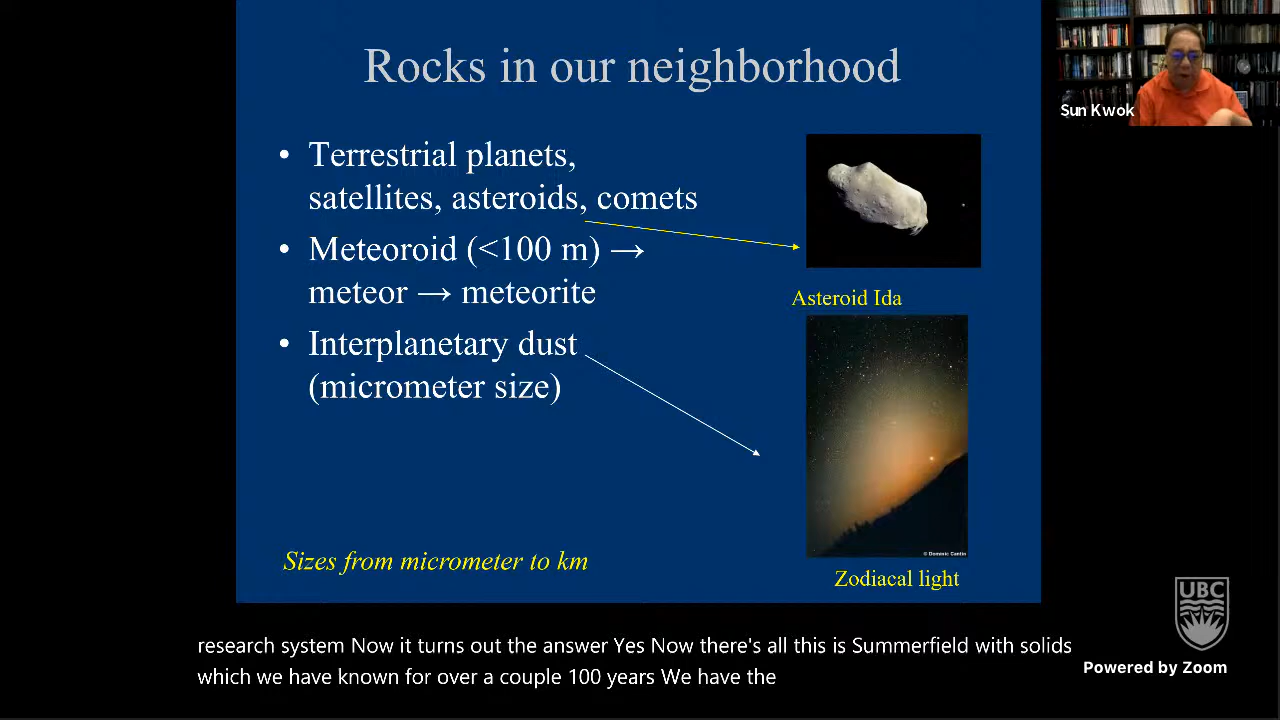 Rocks in our neighborhood
Sun Kwok
• Terrestrial planets,
satellites, asteroids, comets
• Meteoroid (<100 m) →
meteor → meteorite
• Interplanetary dust
(micrometer size)
Asteroid Ida
© Dominic Cantin
Zodiacal light
Sizes from micrometer to km
research system Now it turns out the answer Yes Now there's all this is Summerfield with solids
which we have known for over a couple 100 years We have the
UBC
Powered by Zoom